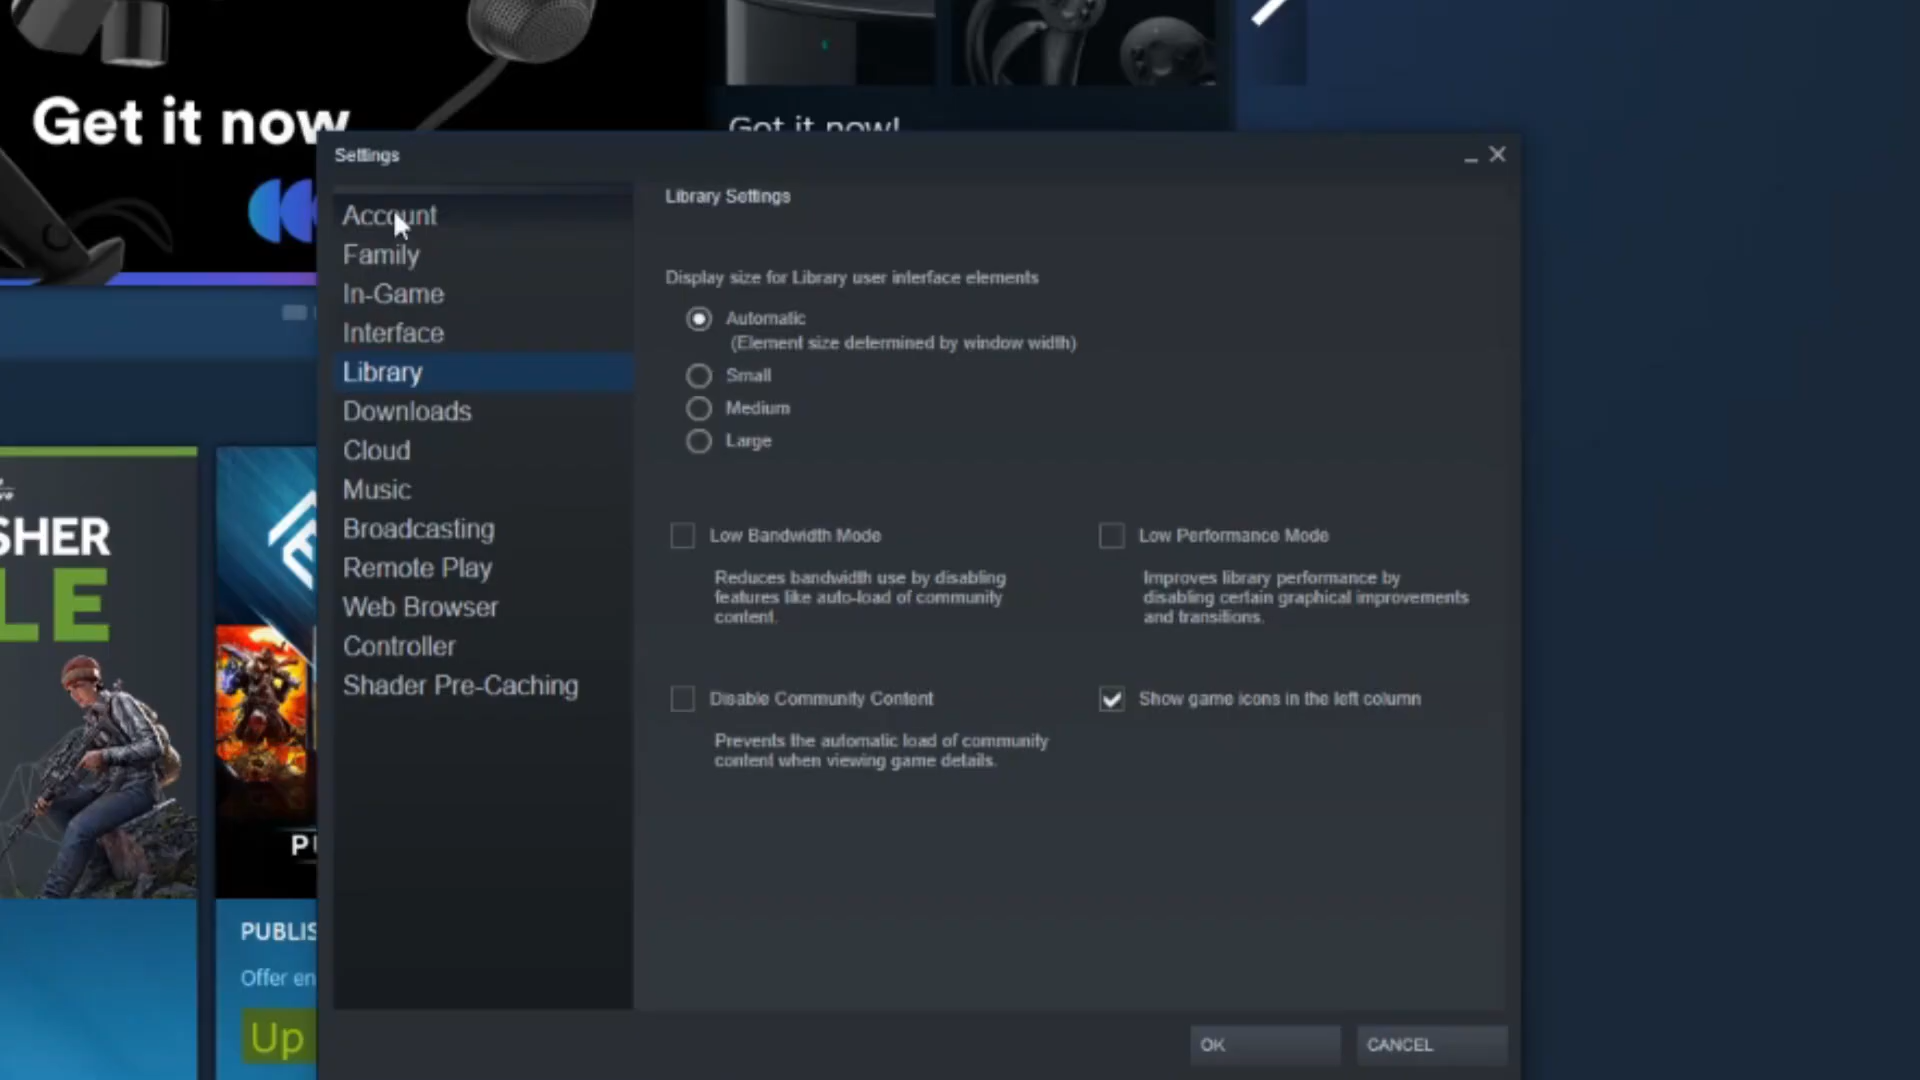 Get it now
Got it now!
Settings
Account
Family
In-Game
Interface
Library
Downloads
Cloud
Music
Broadcasting
Remote Play
Web Browser
Controller
Shader Pre-Caching
Library Settings
Display size for Library user interface elements
Automatic
(Element size determined by window width)
Small
Medium
Large
Low Bandwidth Mode
Reduces bandwidth use by disabling
features like auto-load of community
content.
Low Performance Mode
Improves library performance by
disabling certain graphical improvements
and transitions.
Disable Community Content
Prevents the automatic load of community
content when viewing game details.
Show game icons in the left column
OK
CANCEL
SHER
LE
PUBLIS
Offer en
Up